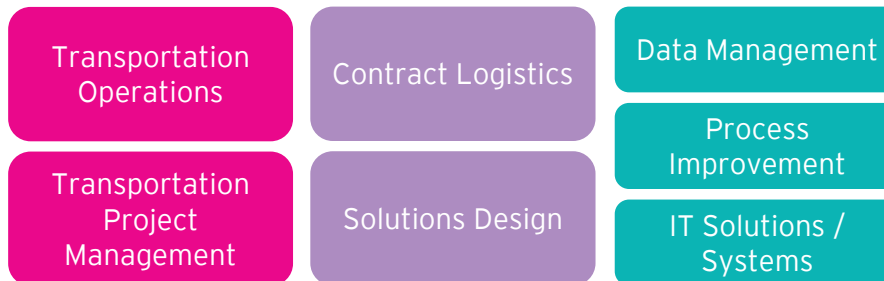 Transportation
Operations
Transportation
Project
Management
Contract Logistics
Solutions Design
Data Management
Process
Improvement
IT Solutions /
Systems